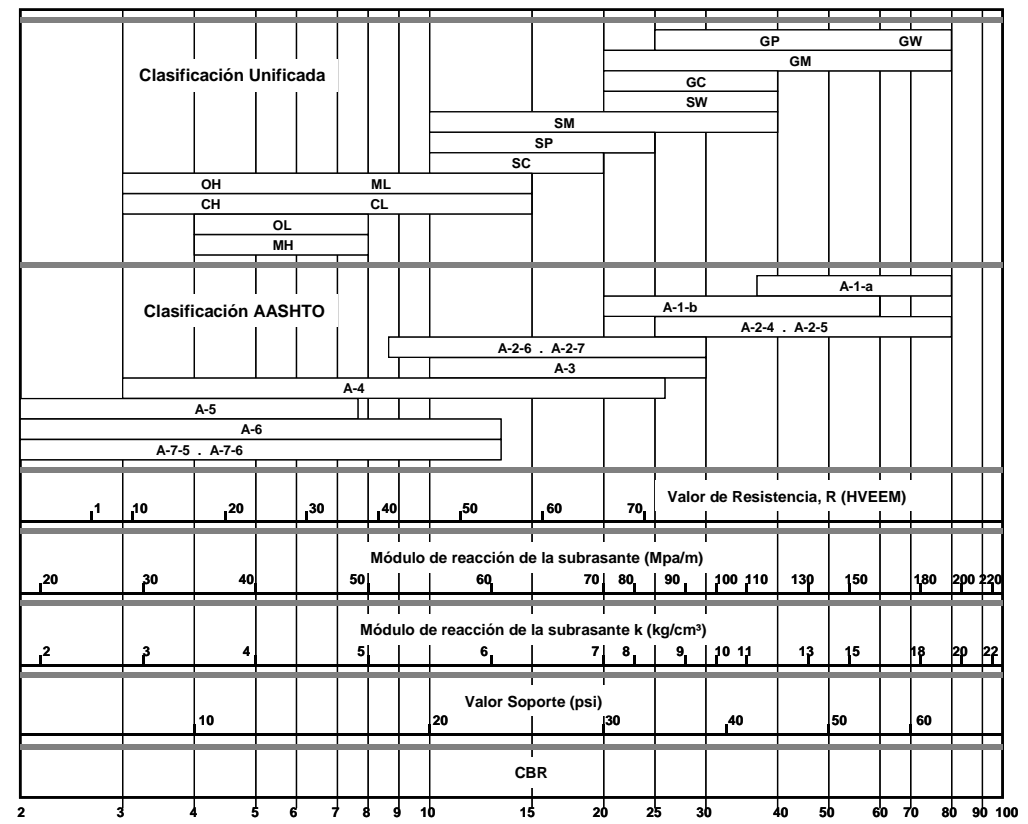 GP GW
Clasificación Unificada
GM
GC
SW
SM
SP
SC
OH ML
CH CL
OL
MH
A-1-a
Clasificación AASHTO
A-1-b
A-2-4 . A-2-5
A-2-6 . A-2-7
A-3
A-4
A-5
A-6
A-7-5 . A-7-6
Valor de Resistencia, R (HVEEM)
1 10 20 30 40 50 60 70
Módulo de reacción de la subrasante (Mpa/m)
20 30 40 50 60 70 80 90 100 110 130 150 180 200 220
Módulo de reacción de la subrasante k (kg/cm³)
2 3 4 5 6 7 8 9 10 11 13 15 18 20 22
Valor Soporte (psi)
10 20 30 40 50 60
CBR
2 3 4 5 6 7 8 9 10 15 20 25 30 40 50 60 70 80 90 100